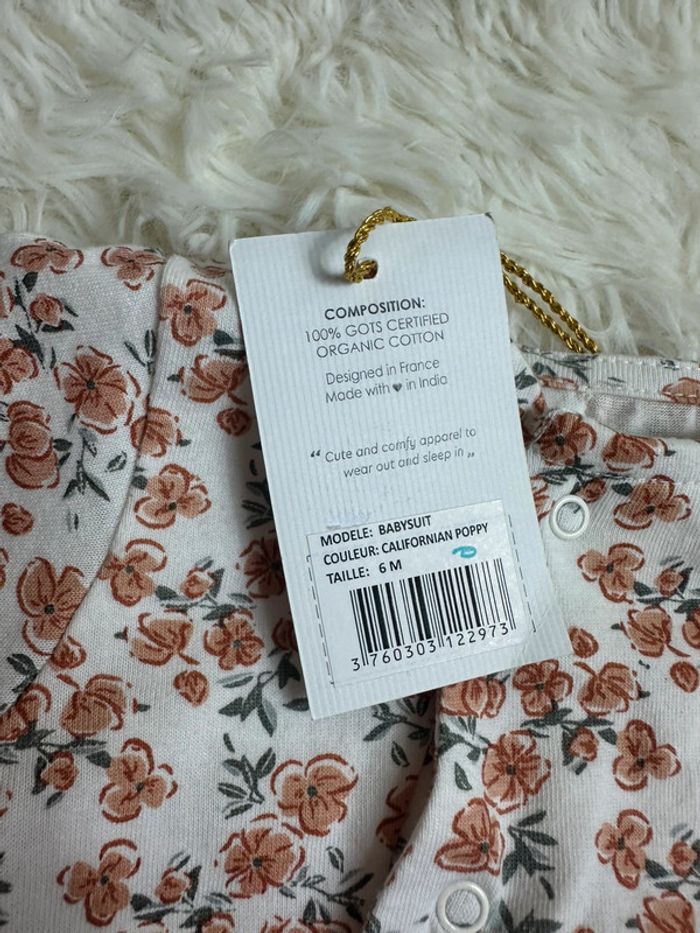 COMPOSITION:
100% GOTS CERTIFIED
ORGANIC COTTON
Designed in France
Made with ♥ in India
“ Cute and comfy apparel to
wear out and sleep in „
MODELE: BABYSUIT
COULEUR: CALIFORNIAN POPPY
TAILLE: 6 M
3 760303 122973